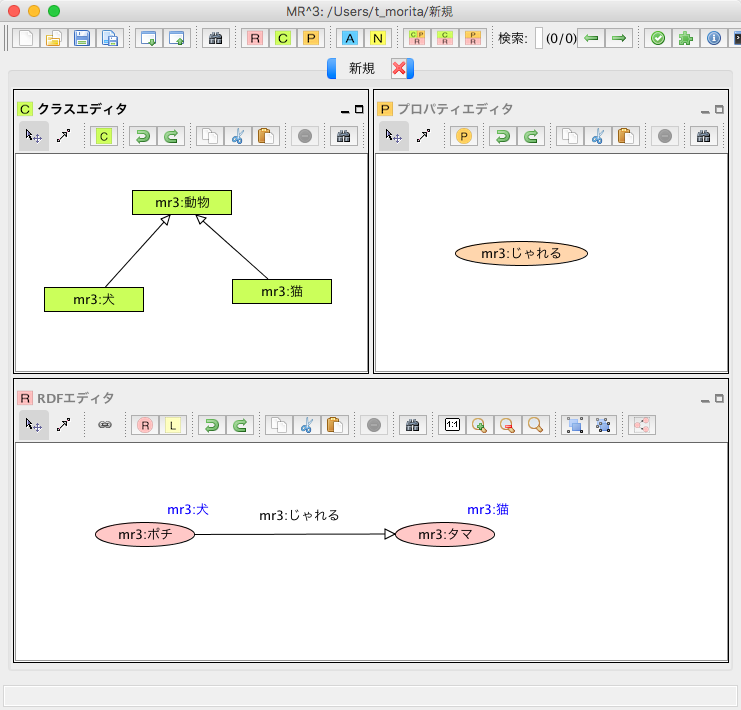 MR^3: /Users/t_morita/新規
R C P A N C P R C R P R 検索: (0/0)
新規
C クラスエディタ
P プロパティエディタ
C
P
mr3:動物
mr3:犬
mr3:猫
mr3:じゃれる
R RDFエディタ
R L 1:1
mr3:犬
mr3:じゃれる
mr3:猫
mr3:ポチ
mr3:タマ